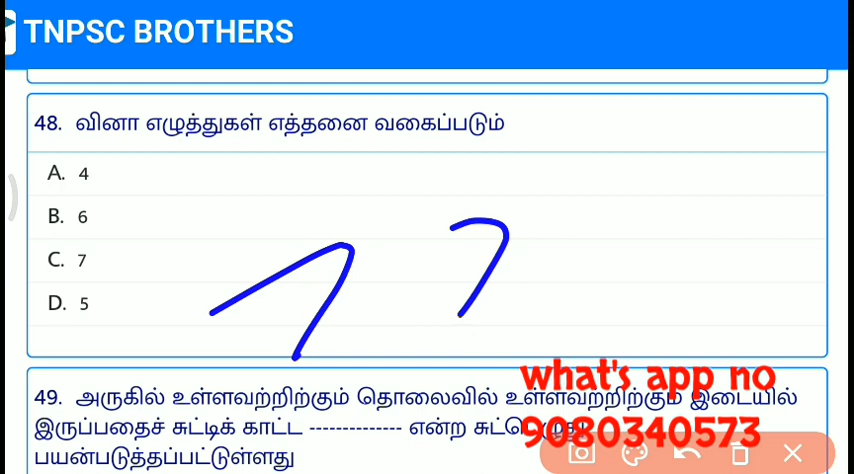 TNPSC BROTHERS
48. வினா எழுத்துகள் எத்தனை வகைப்படும்
A. 4
B. 6
C. 7
D. 5
what's app no
49. அருகில் உள்ளவற்றிற்கும் தொலைவில் உள்ளவற்றிற்கும் இடையில்
இருப்பதைச் சுட்டிக் காட்ட -------------- என்ற
9080340573
பயன்படுத்தப்பட்டுள்ளது